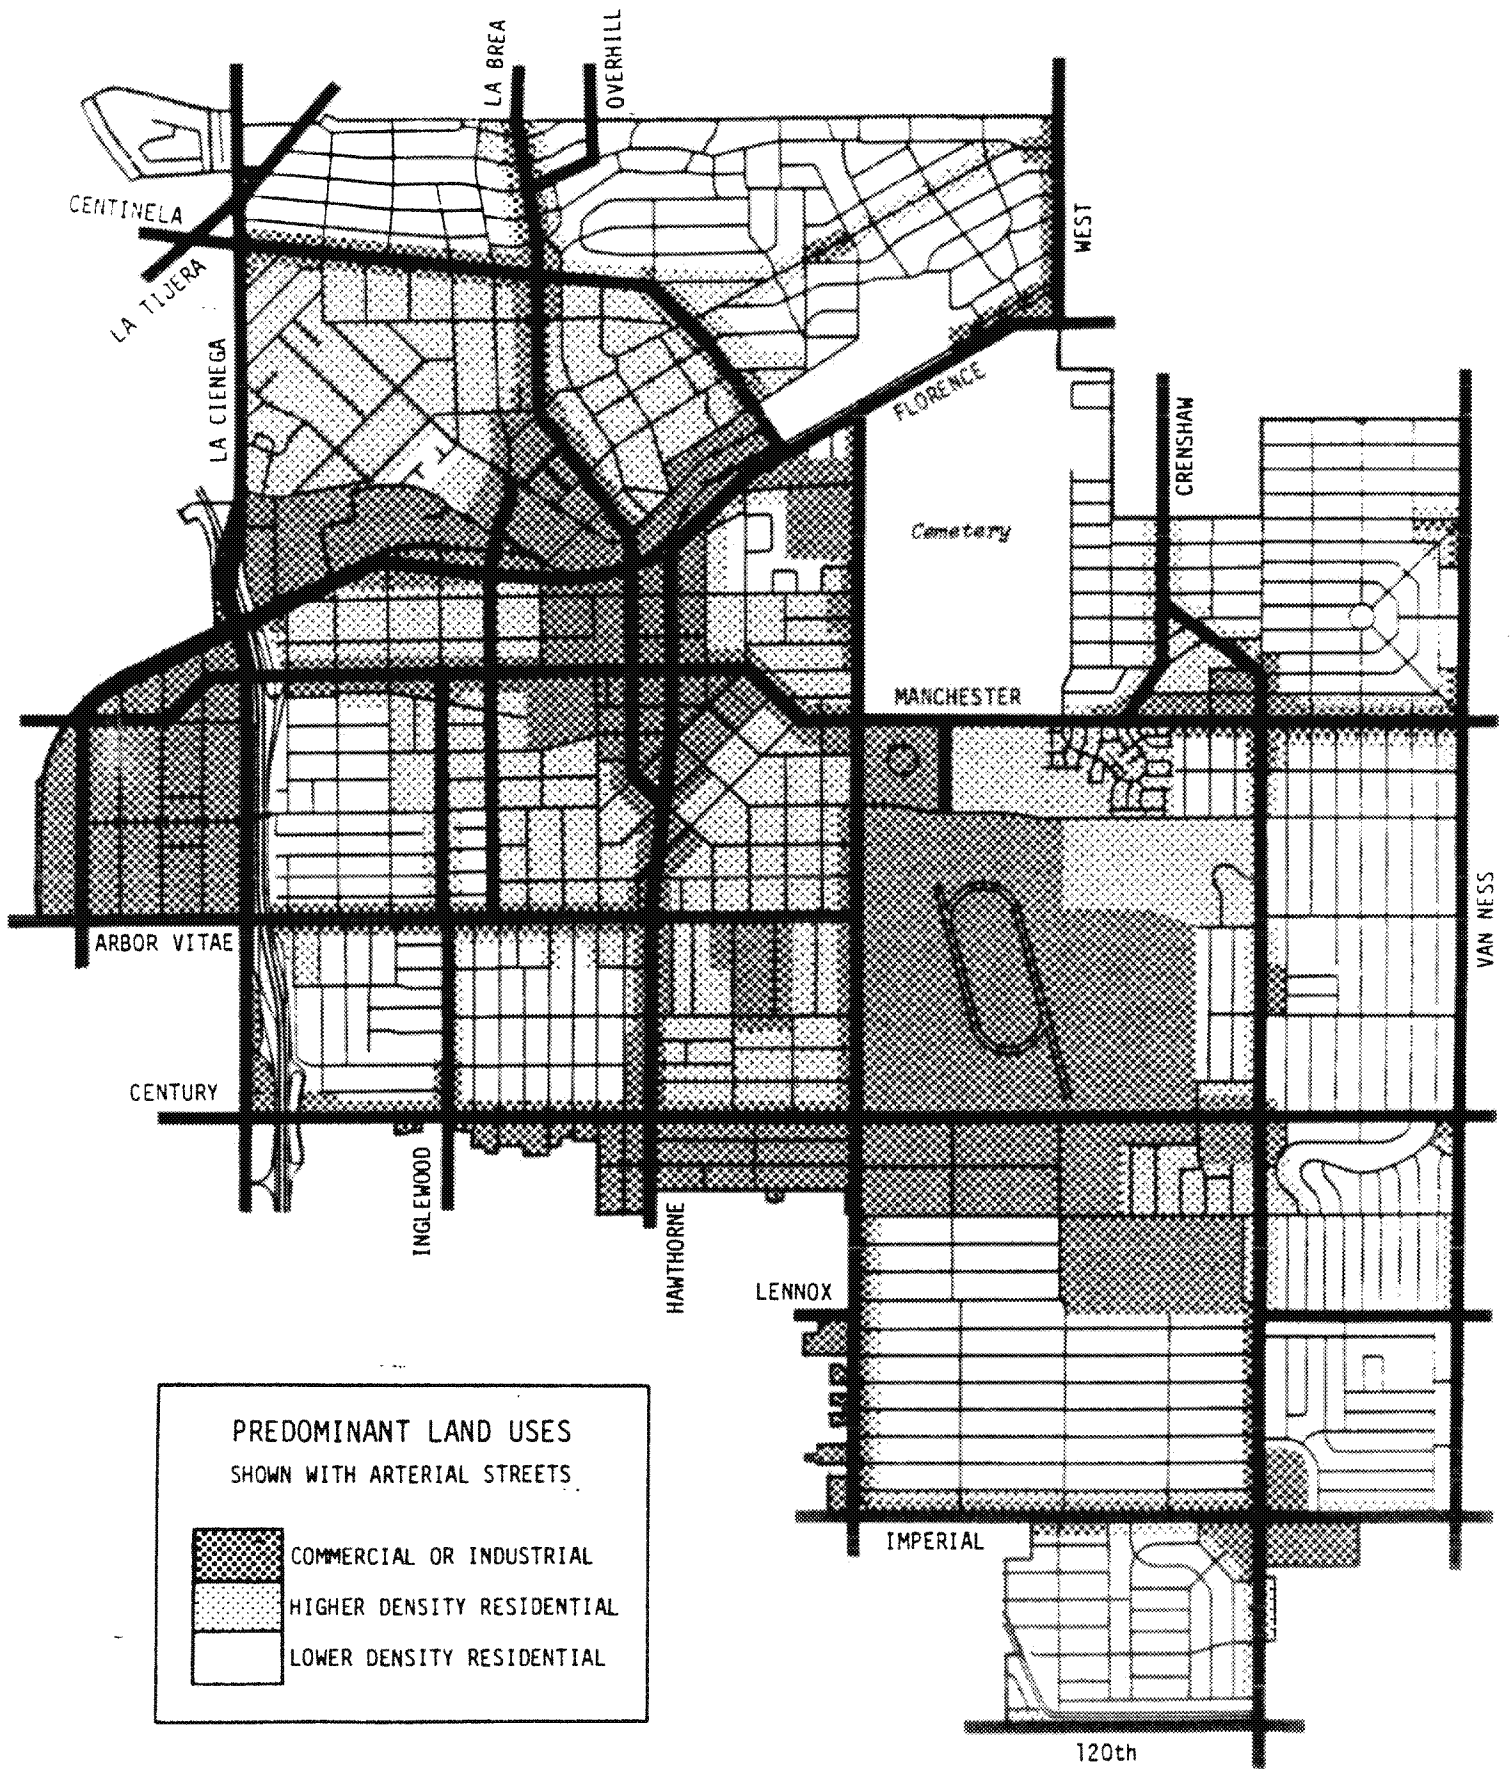 LA BREA
OVERHILL
CENTINELA
LA TIJERA
WEST
LA CIENEGA
FLORENCE
CRENSHAW
Cemetery
MANCHESTER
VAN NESS
ARBOR VITAE
CENTURY
INGLEWOOD
HAWTHORNE
LENNOX
IMPERIAL
120th
PREDOMINANT LAND USES
SHOWN WITH ARTERIAL STREETS
COMMERCIAL OR INDUSTRIAL
HIGHER DENSITY RESIDENTIAL
LOWER DENSITY RESIDENTIAL